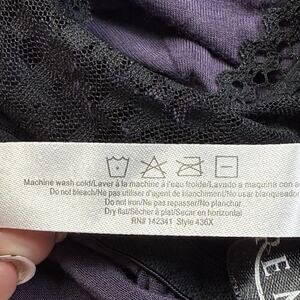 Machine wash cold/Laver à la machine à l'eau froide/Lavado a maquina con a
Do not bleach/Ne pas utiliser d'agent de blanchiment/No usar blanqueador
Do not iron/Ne pas repasser/No planchar
Dry flat/Sécher à plat/Secar en horizontal
RN# 142341 Style 436X